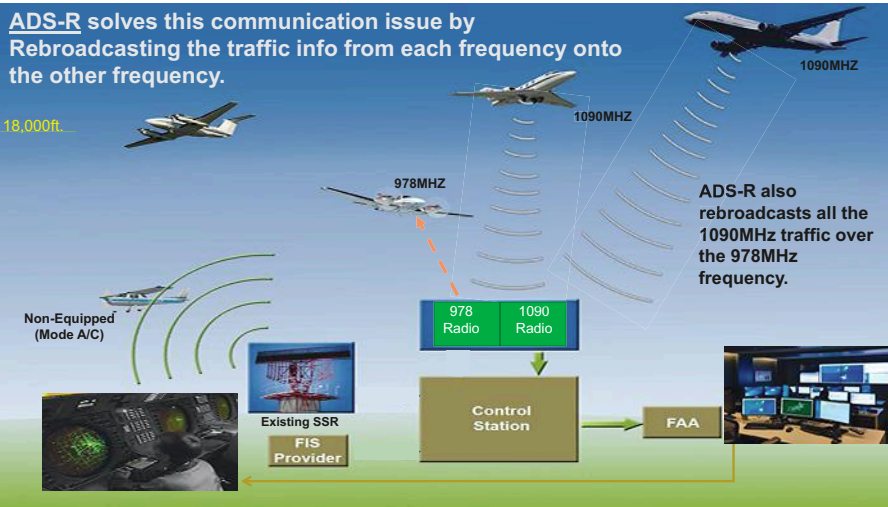 ADS-R solves this communication issue by
Rebroadcasting the traffic info from each frequency onto
the other frequency.
1090MHZ
1090MHZ
18,000ft.
978MHZ
ADS-R also
rebroadcasts all the
1090MHz traffic over
the 978MHz
frequency.
Non-Equipped
(Mode A/C)
978
Radio
1090
Radio
Existing SSR
FIS
Provider
Control
Station
FAA